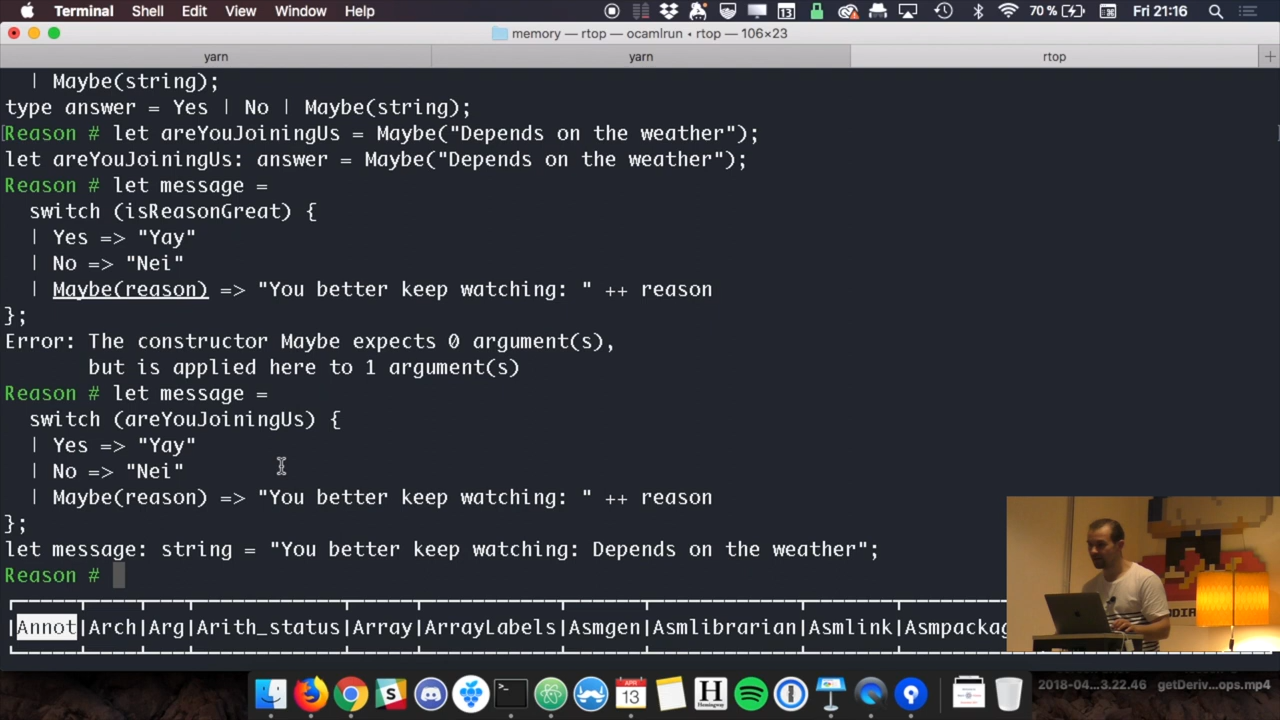 Terminal Shell Edit View Window Help 13 70 % Fri 21:16
memory — rtop — ocamlrun • rtop — 106×23
yarn yarn rtop
| Maybe(string);
type answer = Yes | No | Maybe(string);
Reason # let areYouJoiningUs = Maybe("Depends on the weather");
let areYouJoiningUs: answer = Maybe("Depends on the weather");
Reason # let message =
switch (isReasonGreat) {
| Yes => "Yay"
| No => "Nei"
| Maybe(reason) => "You better keep watching: " ++ reason
};
Error: The constructor Maybe expects 0 argument(s),
but is applied here to 1 argument(s)
Reason # let message =
switch (areYouJoiningUs) {
| Yes => "Yay"
| No => "Nei"
| Maybe(reason) => "You better keep watching: " ++ reason
};
let message: string = "You better keep watching: Depends on the weather";
Reason #
|Annot|Arch|Arg|Arith_status|Array|ArrayLabels|Asmgen|Asmlibrarian|Asmlink|Asmpackag
APR
13
H
2018-04...3.22.46 getDeriv...ops.mp4